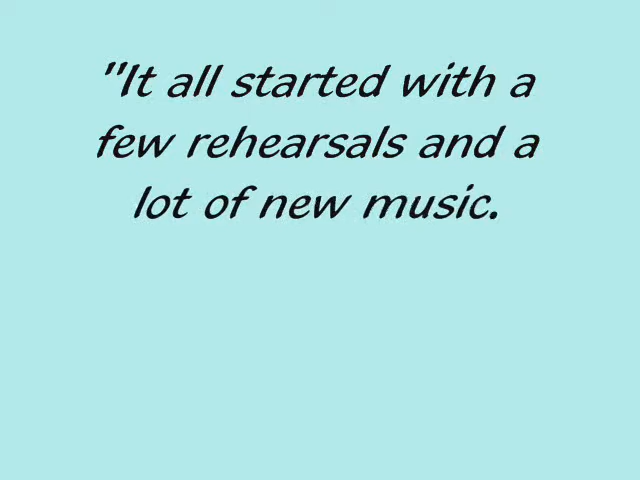 "It all started with a
few rehearsals and a
lot of new music.